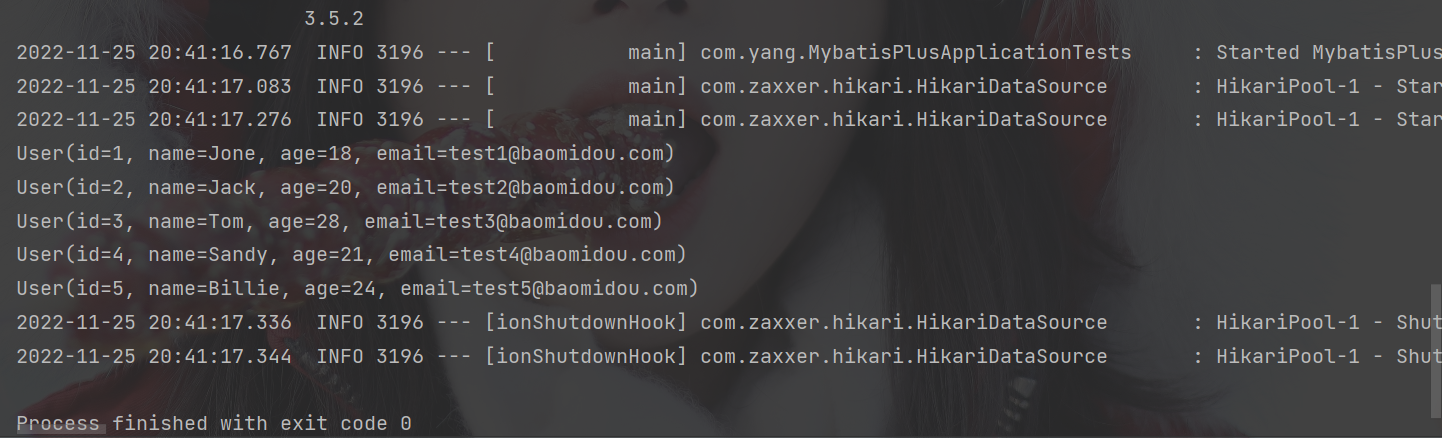 3.5.2
2022-11-25 20:41:16.767  INFO 3196 --- [           main] com.yang.MybatisPlusApplicationTests     : Started MybatisPlus
2022-11-25 20:41:17.083  INFO 3196 --- [           main] com.zaxxer.hikari.HikariDataSource       : HikariPool-1 - Star
2022-11-25 20:41:17.276  INFO 3196 --- [           main] com.zaxxer.hikari.HikariDataSource       : HikariPool-1 - Star
User(id=1, name=Jone, age=18, email=test1@baomidou.com)
User(id=2, name=Jack, age=20, email=test2@baomidou.com)
User(id=3, name=Tom, age=28, email=test3@baomidou.com)
User(id=4, name=Sandy, age=21, email=test4@baomidou.com)
User(id=5, name=Billie, age=24, email=test5@baomidou.com)
2022-11-25 20:41:17.336  INFO 3196 --- [ionShutdownHook] com.zaxxer.hikari.HikariDataSource       : HikariPool-1 - Shut
2022-11-25 20:41:17.344  INFO 3196 --- [ionShutdownHook] com.zaxxer.hikari.HikariDataSource       : HikariPool-1 - Shut
Process finished with exit code 0